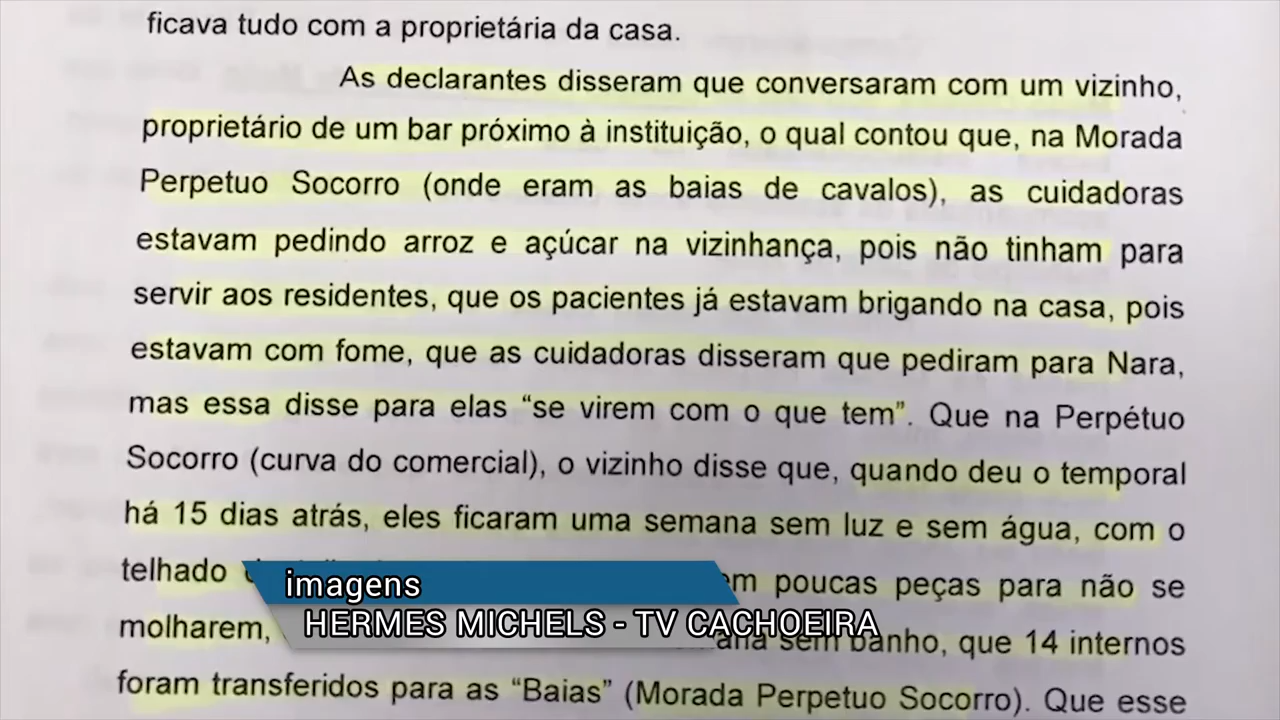 ficava tudo com a proprietária da casa.
As declarantes disseram que conversaram com um vizinho,
proprietário de um bar próximo à instituição, o qual contou que, na Morada
Perpetuo Socorro (onde eram as baias de cavalos), as cuidadoras
estavam pedindo arroz e açúcar na vizinhança, pois não tinham para
servir aos residentes, que os pacientes já estavam brigando na casa, pois
estavam com fome, que as cuidadoras disseram que pediram para Nara,
mas essa disse para elas “se virem com o que tem”. Que na Perpétuo
Socorro (curva do comercial), o vizinho disse que, quando deu o temporal
há 15 dias atrás, eles ficaram uma semana sem luz e sem água, com o
telhado poucas peças para não se
imagens
HERMES MICHELS - TV CACHOEIRA
molharem, sem banho, que 14 internos
foram transferidos para as “Baias” (Morada Perpetuo Socorro). Que esse